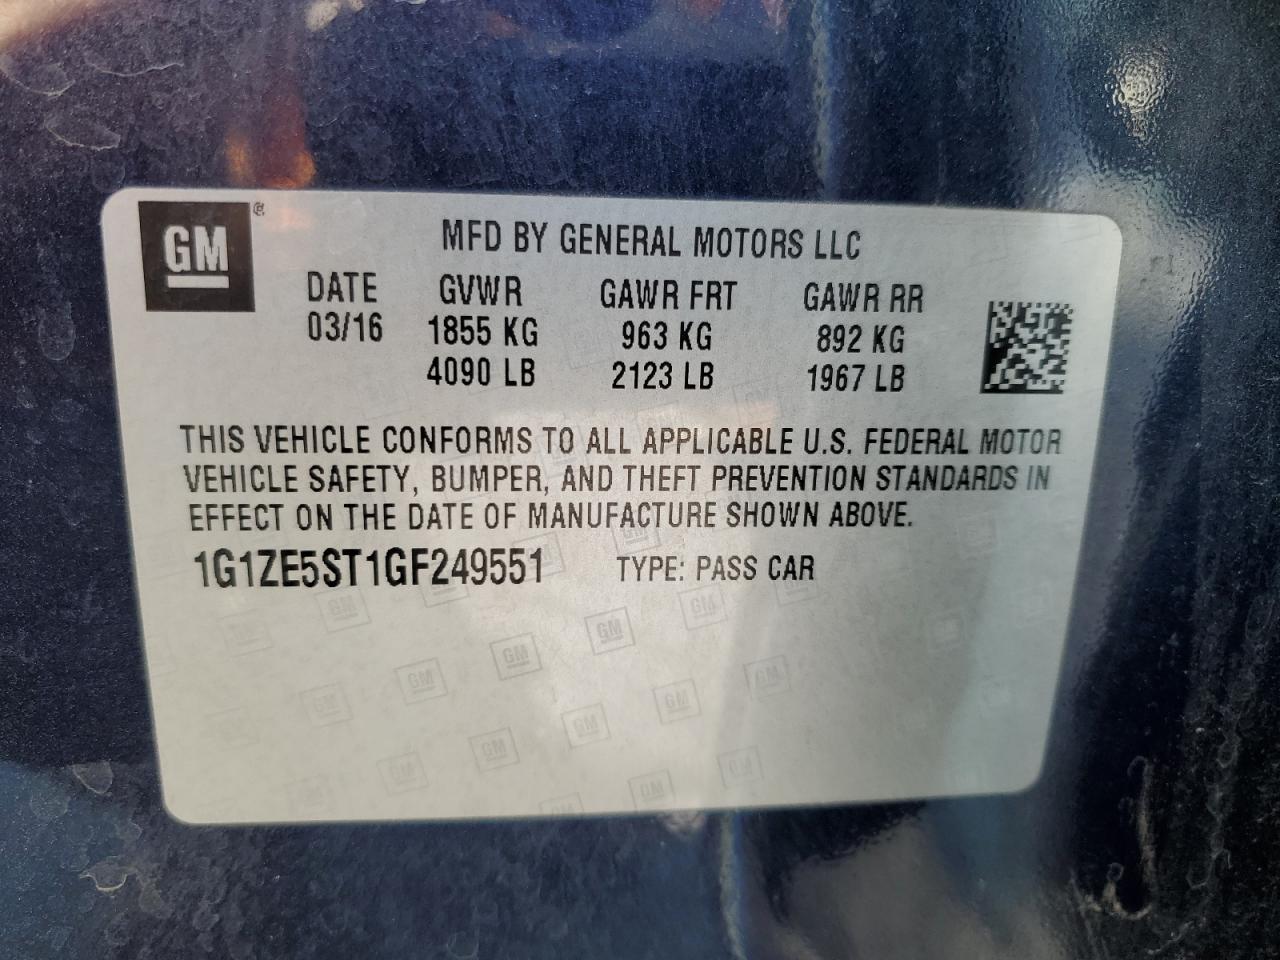 GM
MFD BY GENERAL MOTORS LLC
DATE GVWR GAWR FRT GAWR RR
03/16 1855 KG 963 KG 892 KG
4090 LB 2123 LB 1967 LB
THIS VEHICLE CONFORMS TO ALL APPLICABLE U.S. FEDERAL MOTOR
VEHICLE SAFETY, BUMPER, AND THEFT PREVENTION STANDARDS IN
EFFECT ON THE DATE OF MANUFACTURE SHOWN ABOVE.
1G1ZE5ST1GF249551 TYPE: PASS CAR